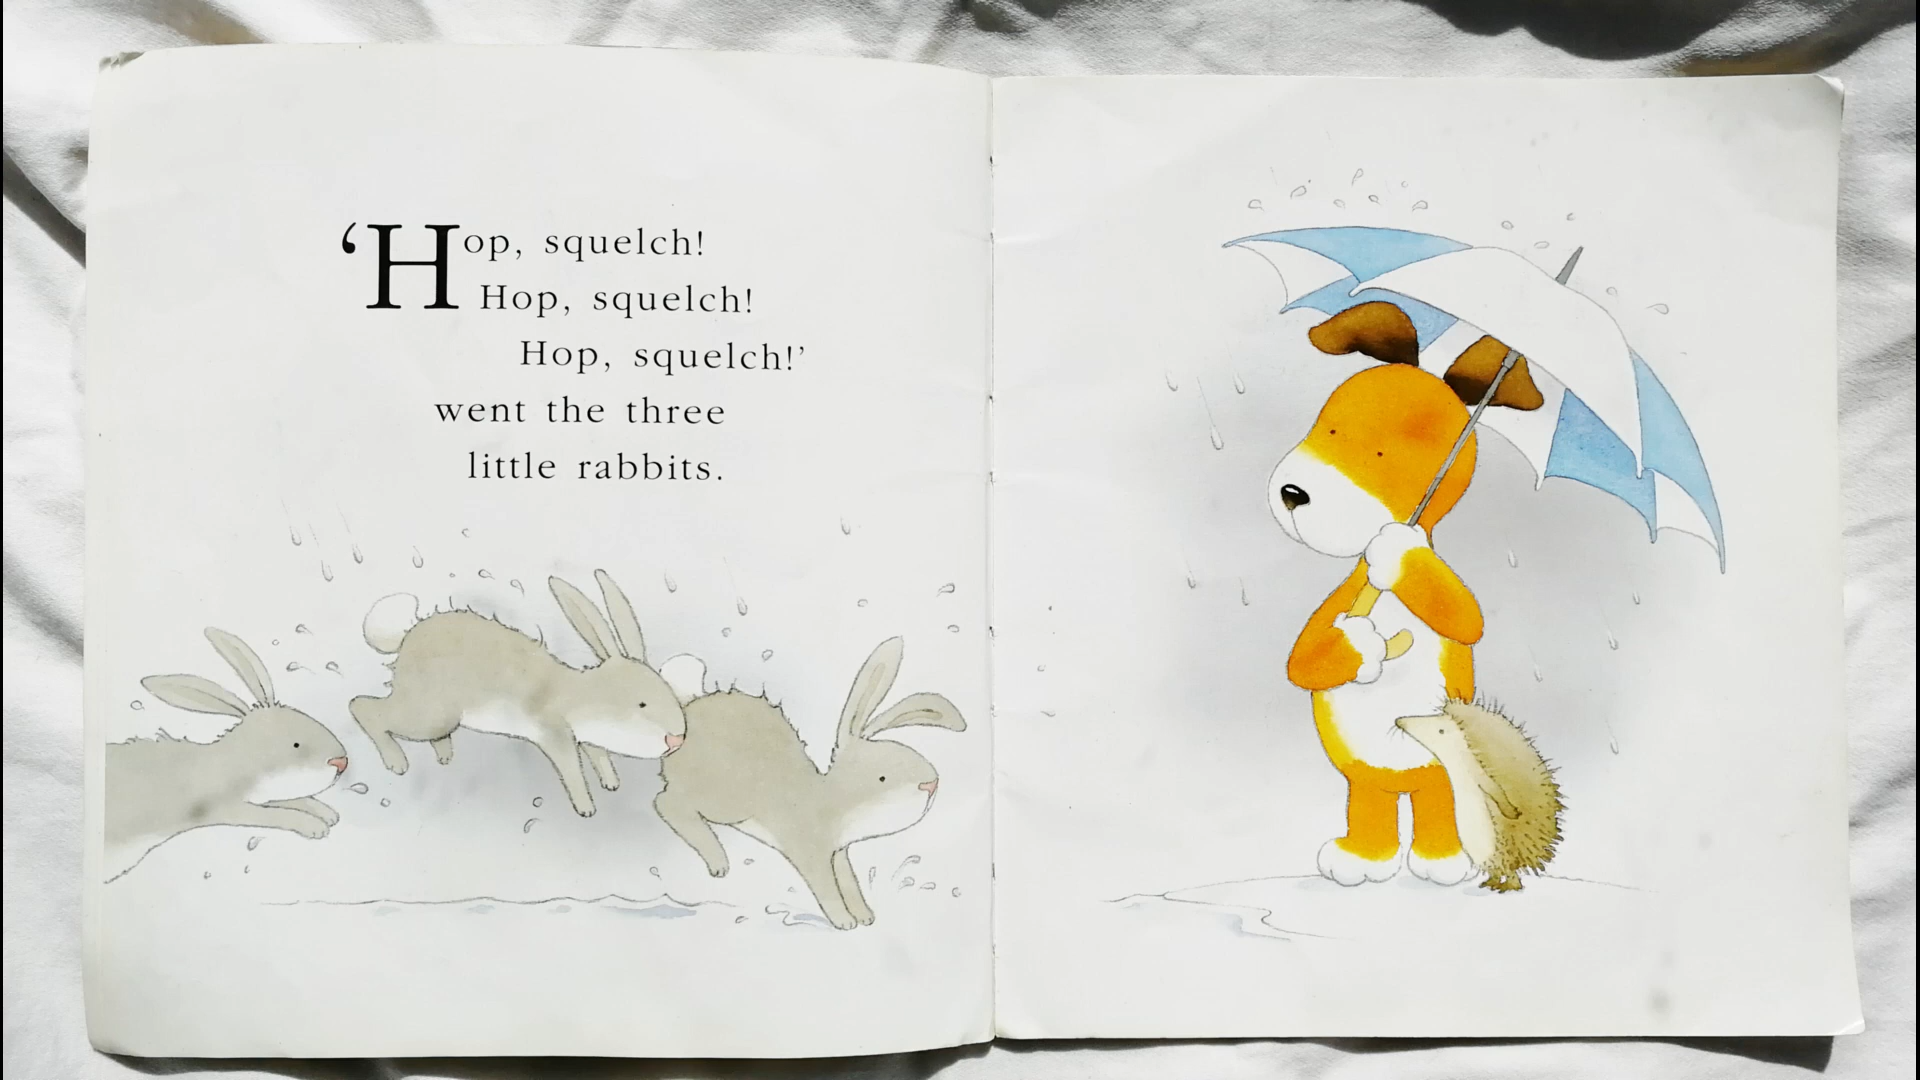 ‘Hop, squelch!
Hop, squelch!
Hop, squelch!’
went the three
little rabbits.